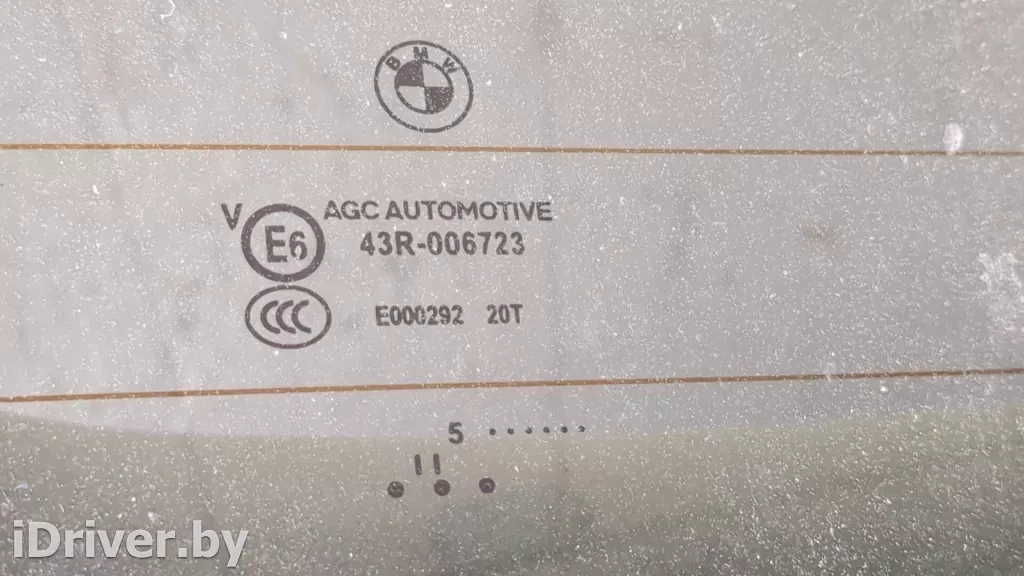 BMW
V AGC AUTOMOTIVE
E6 43R-006723
CCC E000292 20T
5 ......
iDriver.by